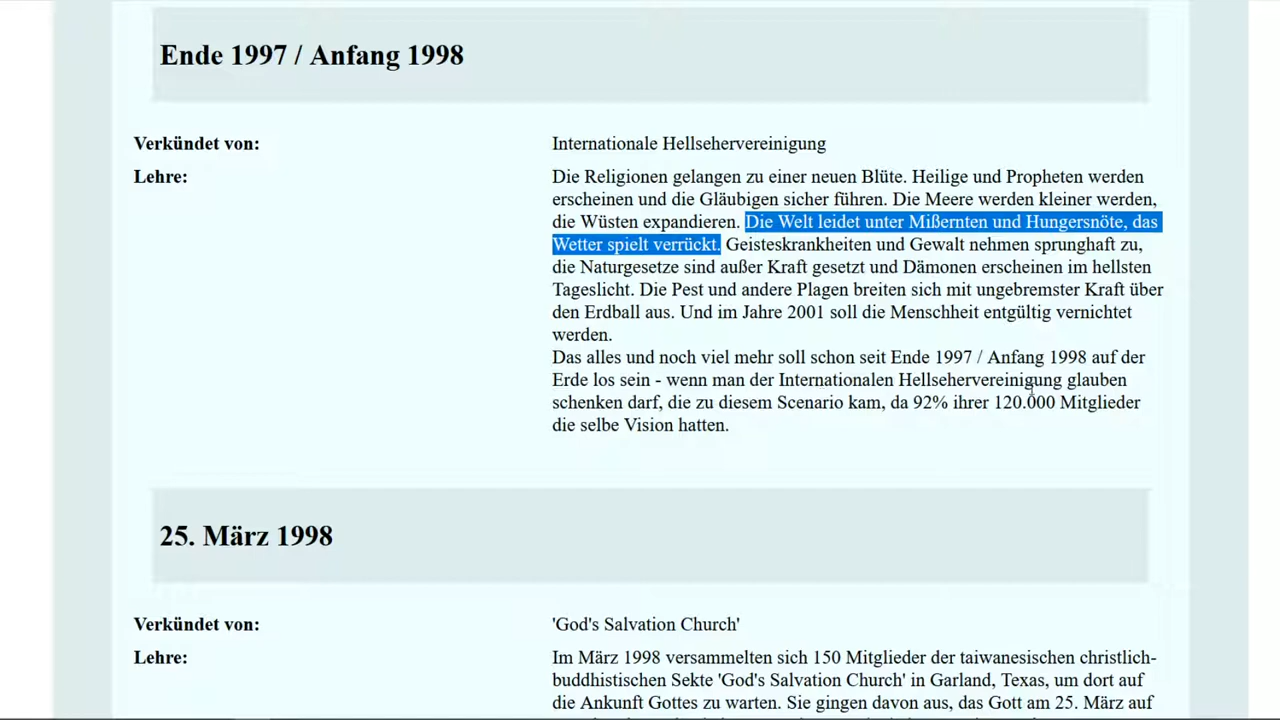 Ende 1997 / Anfang 1998
Verkündet von:
Internationale Hellsehervereinigung
Lehre:
Die Religionen gelangen zu einer neuen Blüte. Heilige und Propheten werden
erscheinen und die Gläubigen sicher führen. Die Meere werden kleiner werden,
die Wüsten expandieren. Die Welt leidet unter Mißernten und Hungersnöte, das
Wetter spielt verrückt. Geisteskrankheiten und Gewalt nehmen sprunghaft zu,
die Naturgesetze sind außer Kraft gesetzt und Dämonen erscheinen im hellsten
Tageslicht. Die Pest und andere Plagen breiten sich mit ungebremster Kraft über
den Erdball aus. Und im Jahre 2001 soll die Menschheit entgültig vernichtet
werden.
Das alles und noch viel mehr soll schon seit Ende 1997 / Anfang 1998 auf der
Erde los sein - wenn man der Internationalen Hellsehervereinigung glauben
schenken darf, die zu diesem Scenario kam, da 92% ihrer 120.000 Mitglieder
die selbe Vision hatten.
25. März 1998
Verkündet von:
'God's Salvation Church'
Lehre:
Im März 1998 versammelten sich 150 Mitglieder der taiwanesischen christlich-
buddhistischen Sekte 'God's Salvation Church' in Garland, Texas, um dort auf
die Ankunft Gottes zu warten. Sie gingen davon aus, das Gott am 25. März auf